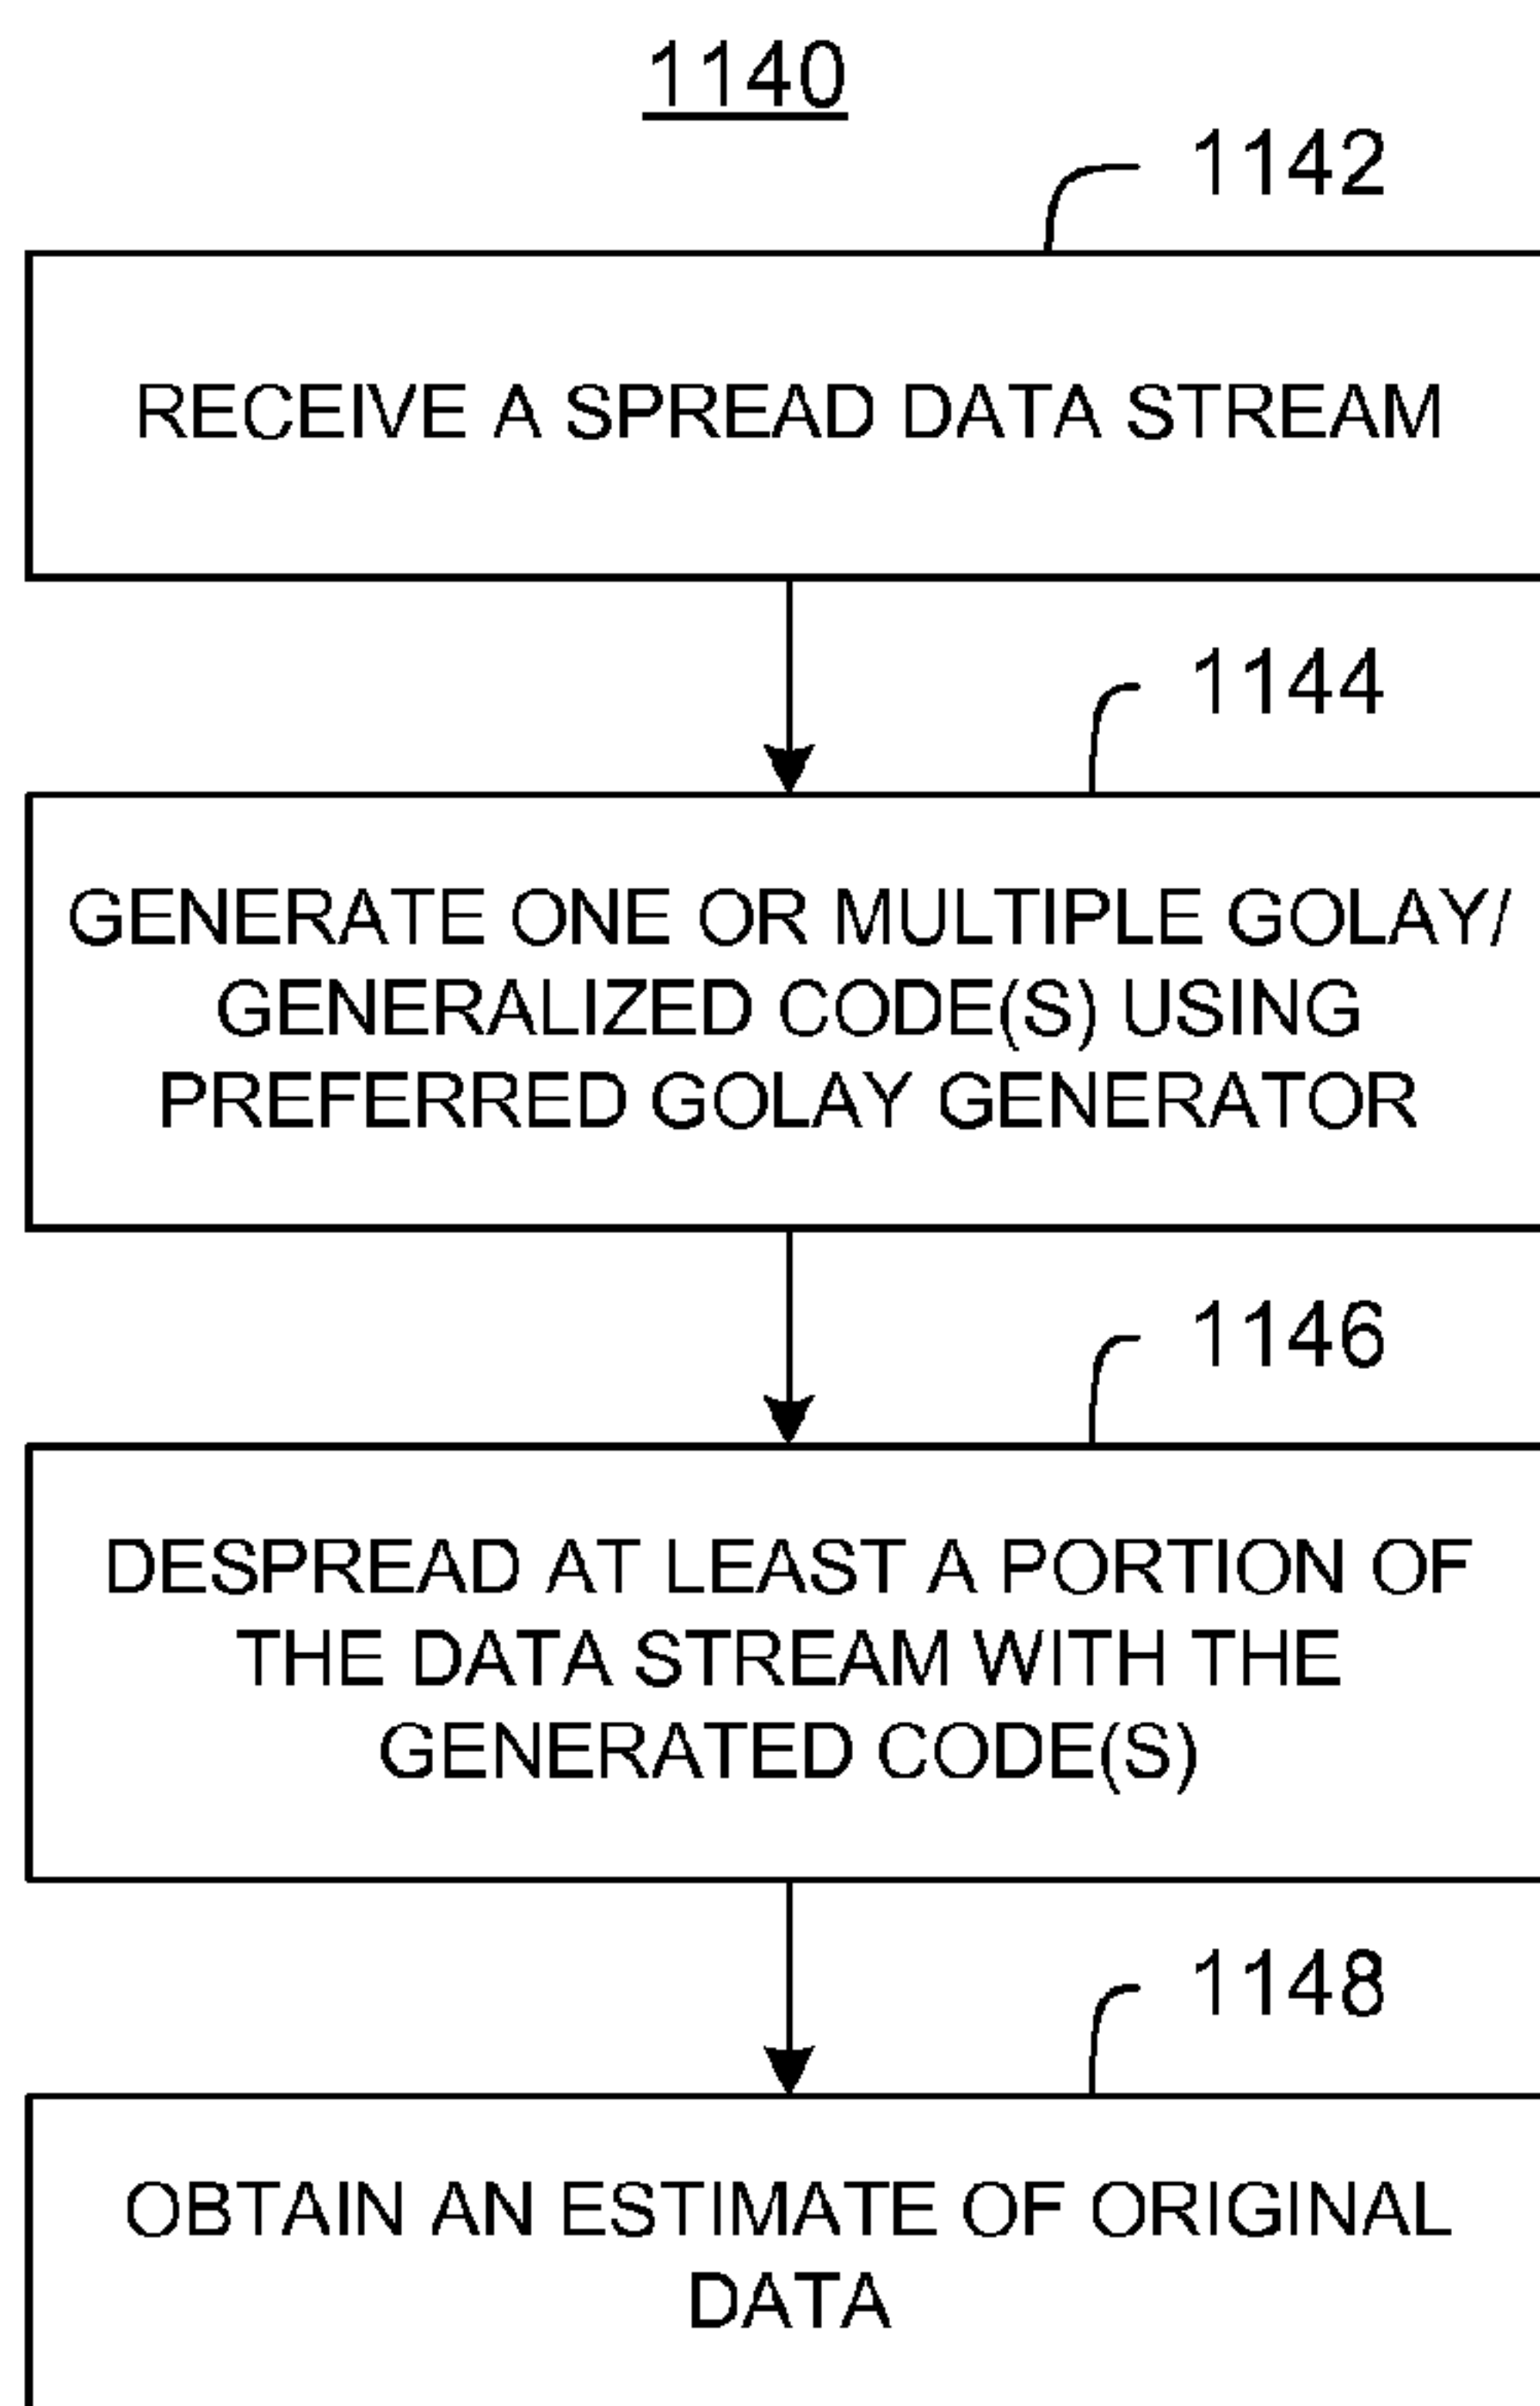 1140
1142
RECEIVE A SPREAD DATA STREAM
1144
GENERATE ONE OR MULTIPLE GOLAY/
GENERALIZED CODE(S) USING
PREFERRED GOLAY GENERATOR
1146
DESPREAD AT LEAST A PORTION OF
THE DATA STREAM WITH THE
GENERATED CODE(S)
1148
OBTAIN AN ESTIMATE OF ORIGINAL
DATA